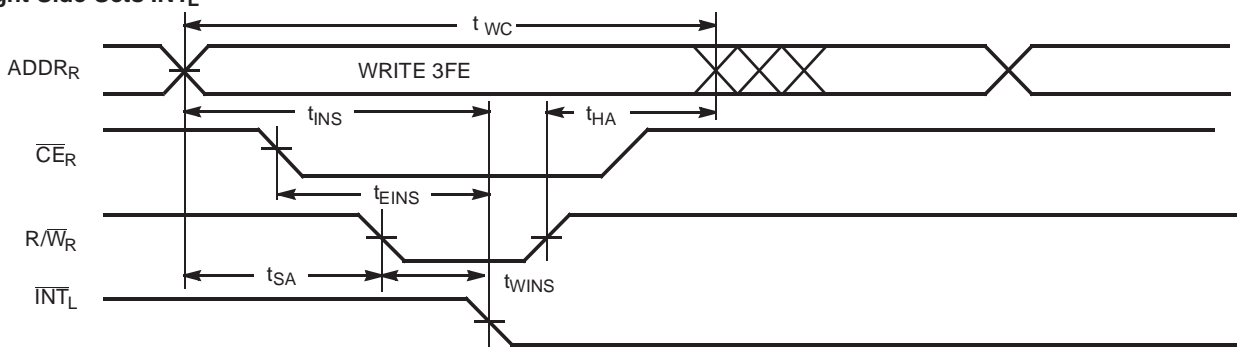 t WC
ADDRR
WRITE 3FE
tINS
tHA
CER
tEINS
R/WR
tSA
tWINS
INTL